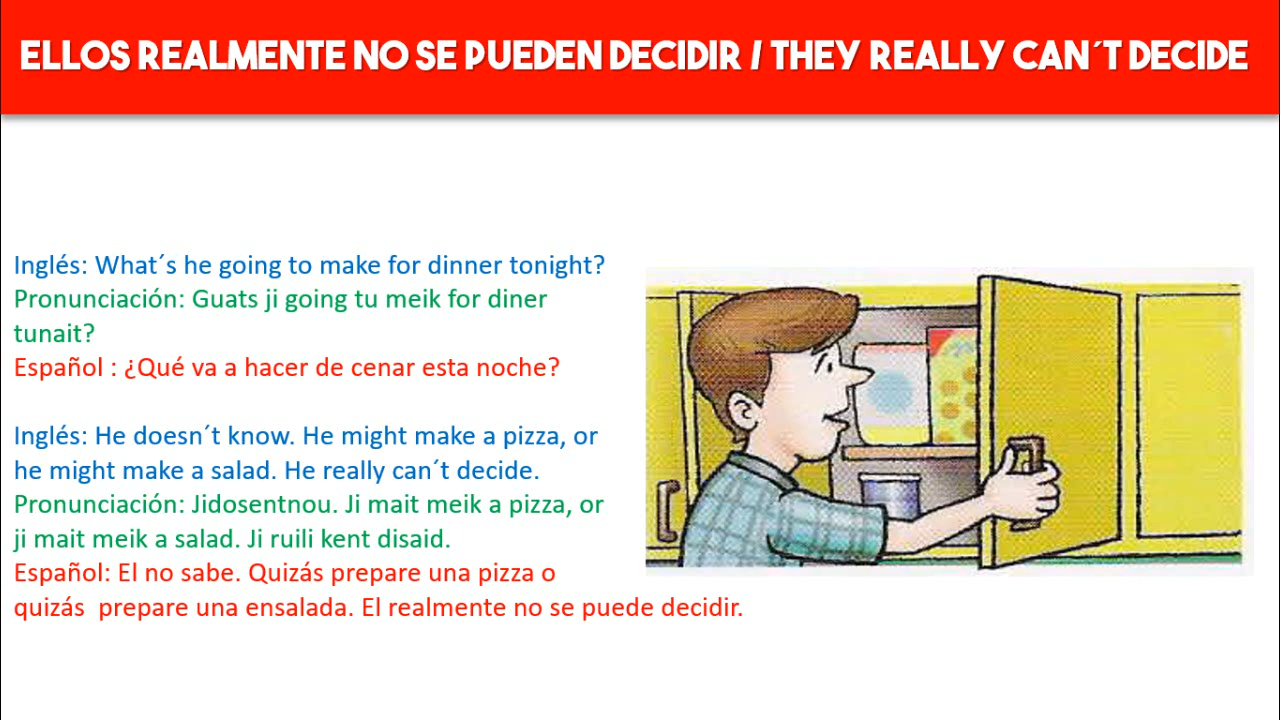 ELLOS REALMENTE NO SE PUEDEN DECIDIR / THEY REALLY CAN´T DECIDE
Inglés: What´s he going to make for dinner tonight?
Pronunciación: Guats ji going tu meik for diner
tunait?
Español : ¿Qué va a hacer de cenar esta noche?
Inglés: He doesn´t know. He might make a pizza, or
he might make a salad. He really can´t decide.
Pronunciación: Jidosentnou. Ji mait meik a pizza, or
ji mait meik a salad. Ji ruili kent disaid.
Español: El no sabe. Quizás prepare una pizza o
quizás  prepare una ensalada. El realmente no se puede decidir.